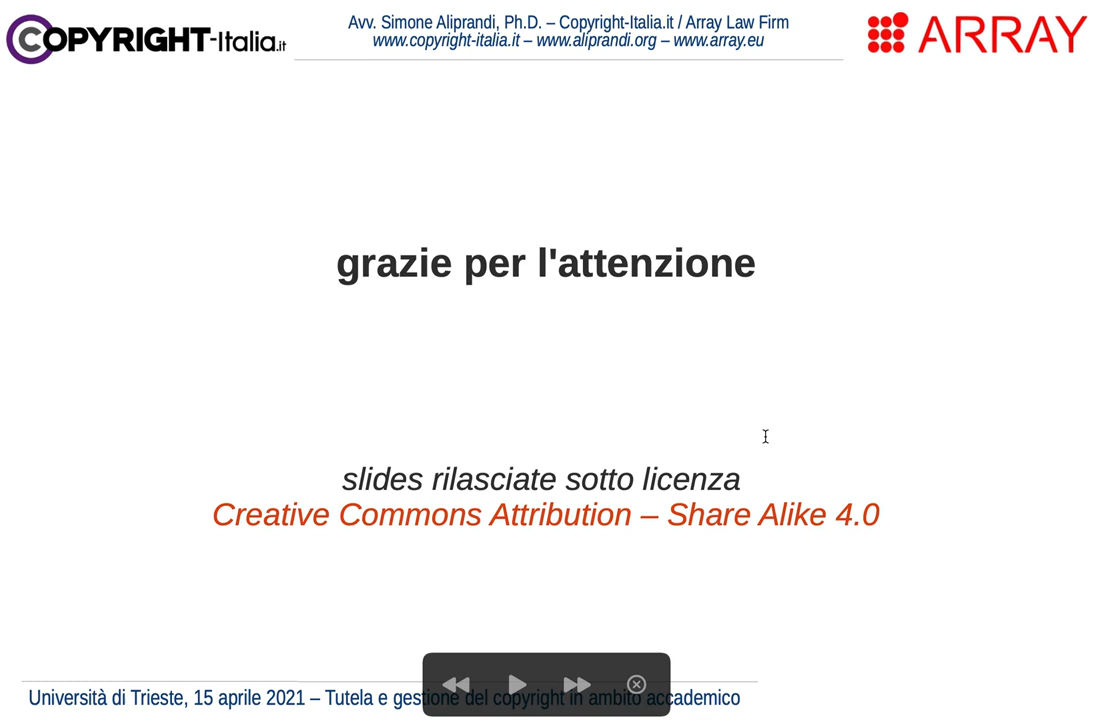 COPYRIGHT-Italia.it
Avv. Simone Aliprandi, Ph.D. – Copyright-Italia.it / Array Law Firm
www.copyright-italia.it – www.aliprandi.org – www.array.eu
ARRAY
grazie per l'attenzione
slides rilasciate sotto licenza
Creative Commons Attribution – Share Alike 4.0
Università di Trieste, 15 aprile 2021 – Tutela e gestione del copyright in ambito accademico